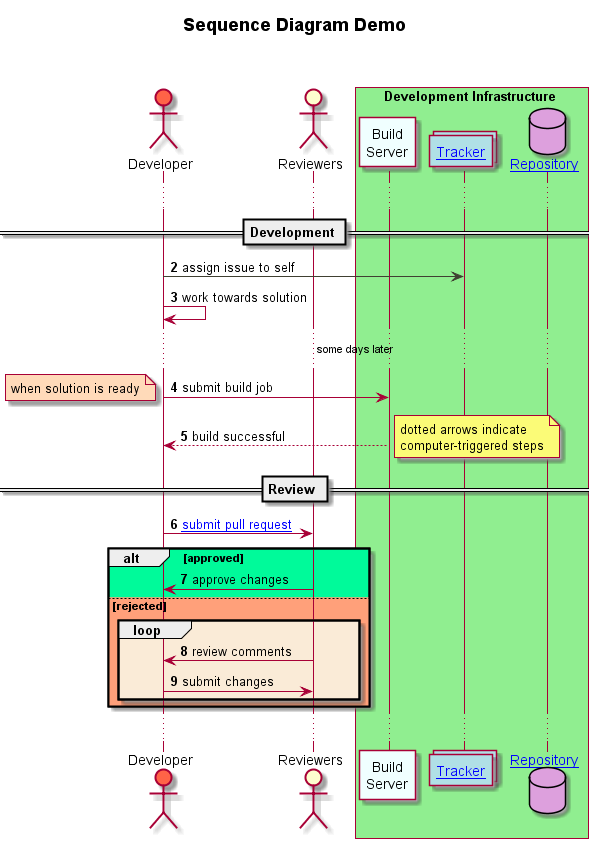 Sequence Diagram Demo
Development Infrastructure
Build
Server
Tracker
Repository
Developer
Reviewers
Development
2 assign issue to self
3 work towards solution
some days later
when solution is ready
4 submit build job
5 build successful
dotted arrows indicate
computer-triggered steps
Review
6 submit pull request
alt
[approved]
7 approve changes
[rejected]
loop
8 review comments
9 submit changes
Developer
Reviewers
Build
Server
Tracker
Repository